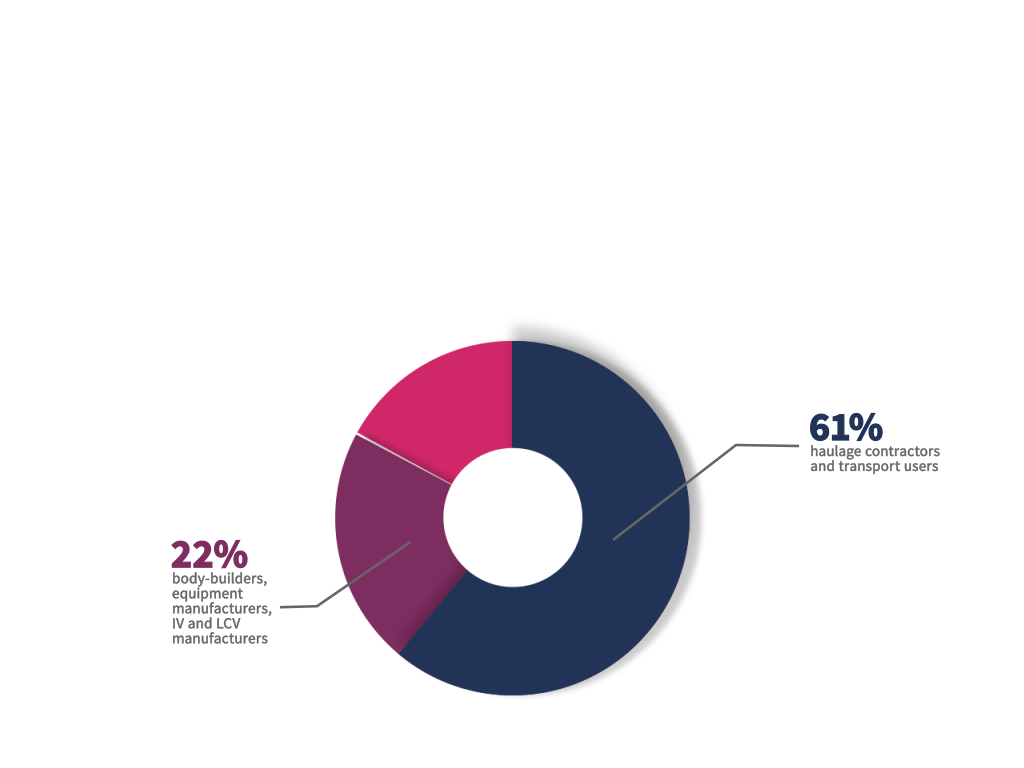 61%
haulage contractors
and transport users
22%
body-builders,
equipment
manufacturers,
IV and LCV
manufacturers